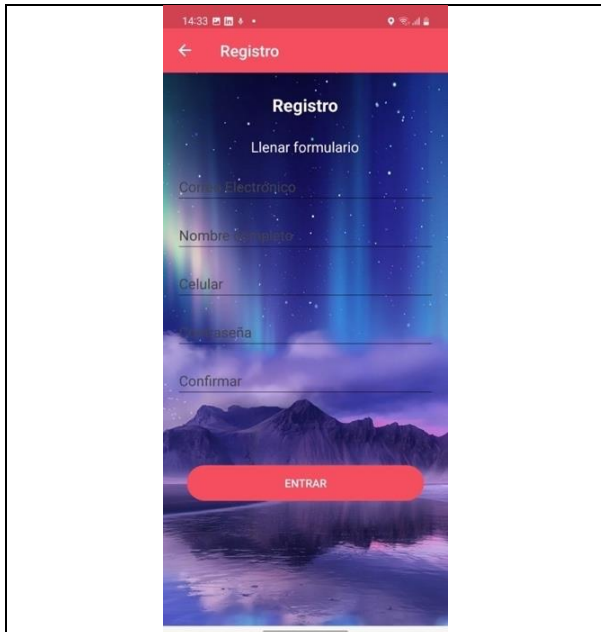 14:33
Registro
Registro
Llenar formulario
Correo Electrónico
Nombre completo
Celular
Contraseña
Confirmar
ENTRAR